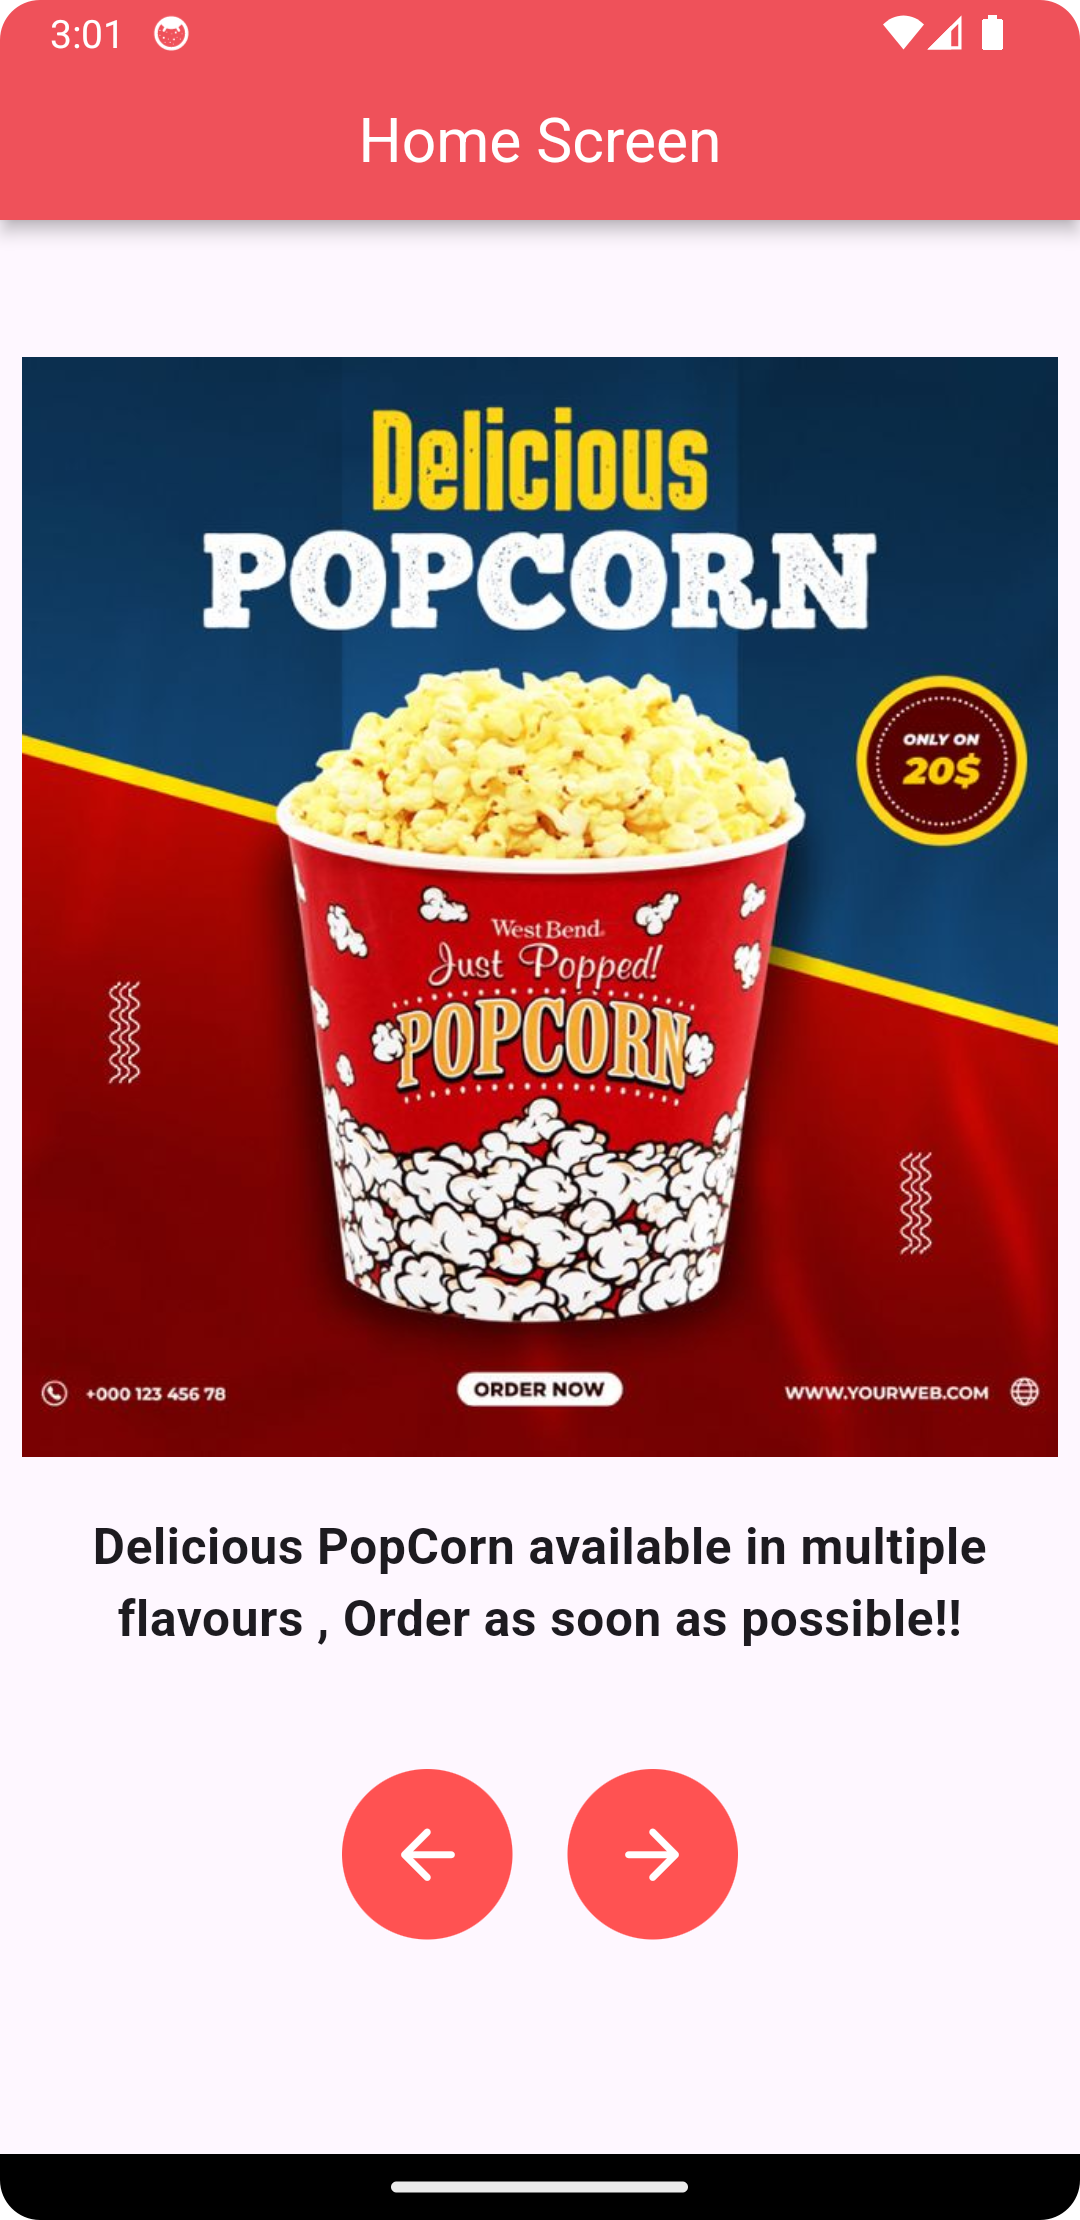 3:01
Home Screen
Delicious
POPCORN
ONLY ON
20$
West Bend
Just Popped!
POPCORN
+000 123 456 78
ORDER NOW
WWW.YOURWEB.COM
Delicious PopCorn available in multiple
flavours , Order as soon as possible!!